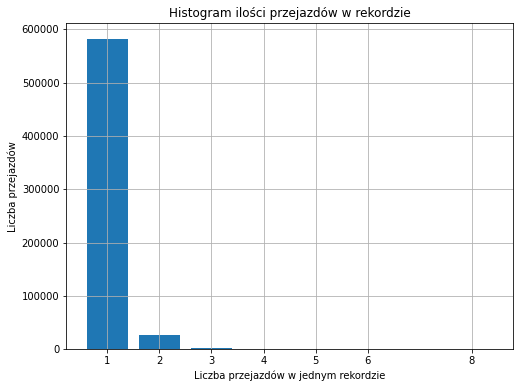 Histogram ilości przejazdów w rekordzie
600000
500000
400000
300000
200000
100000
0
Liczba przejazdów
1 2 3 4 5 6 8
Liczba przejazdów w jednym rekordzie